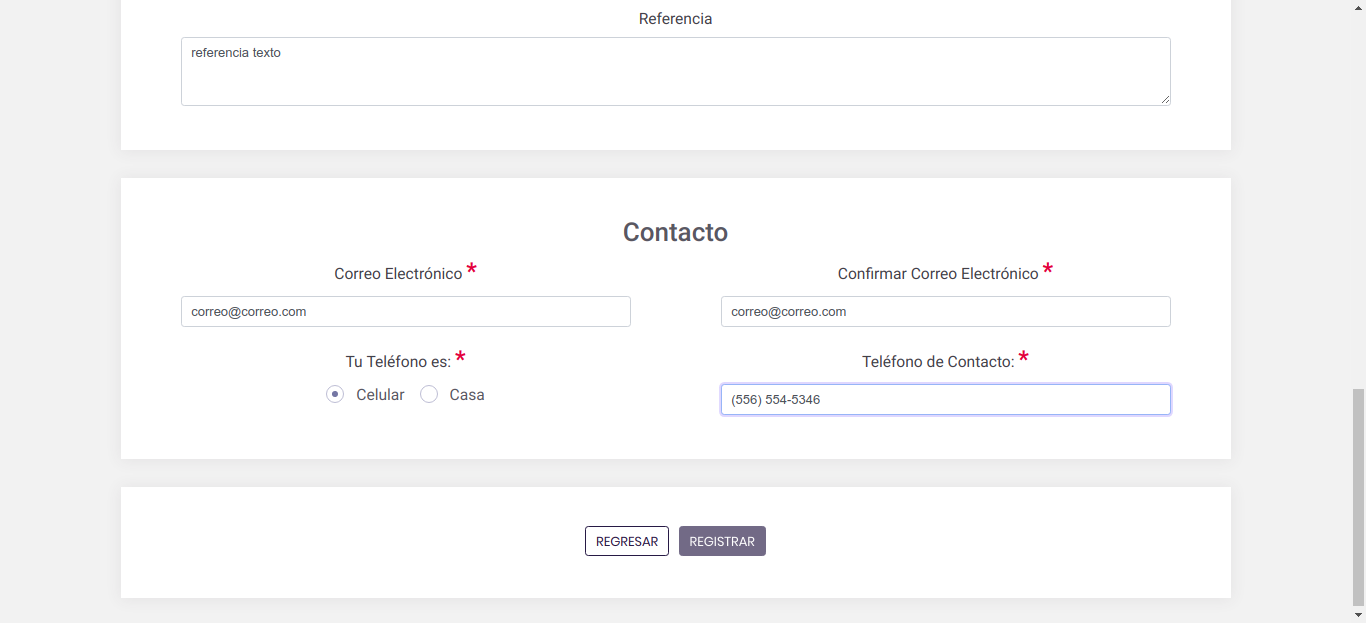 Referencia
referencia texto
Contacto
Correo Electrónico *
Confirmar Correo Electrónico *
correo@correo.com
correo@correo.com
Tu Teléfono es: *
Teléfono de Contacto: *
Celular
Casa
(556) 554-5346
REGRESAR
REGISTRAR